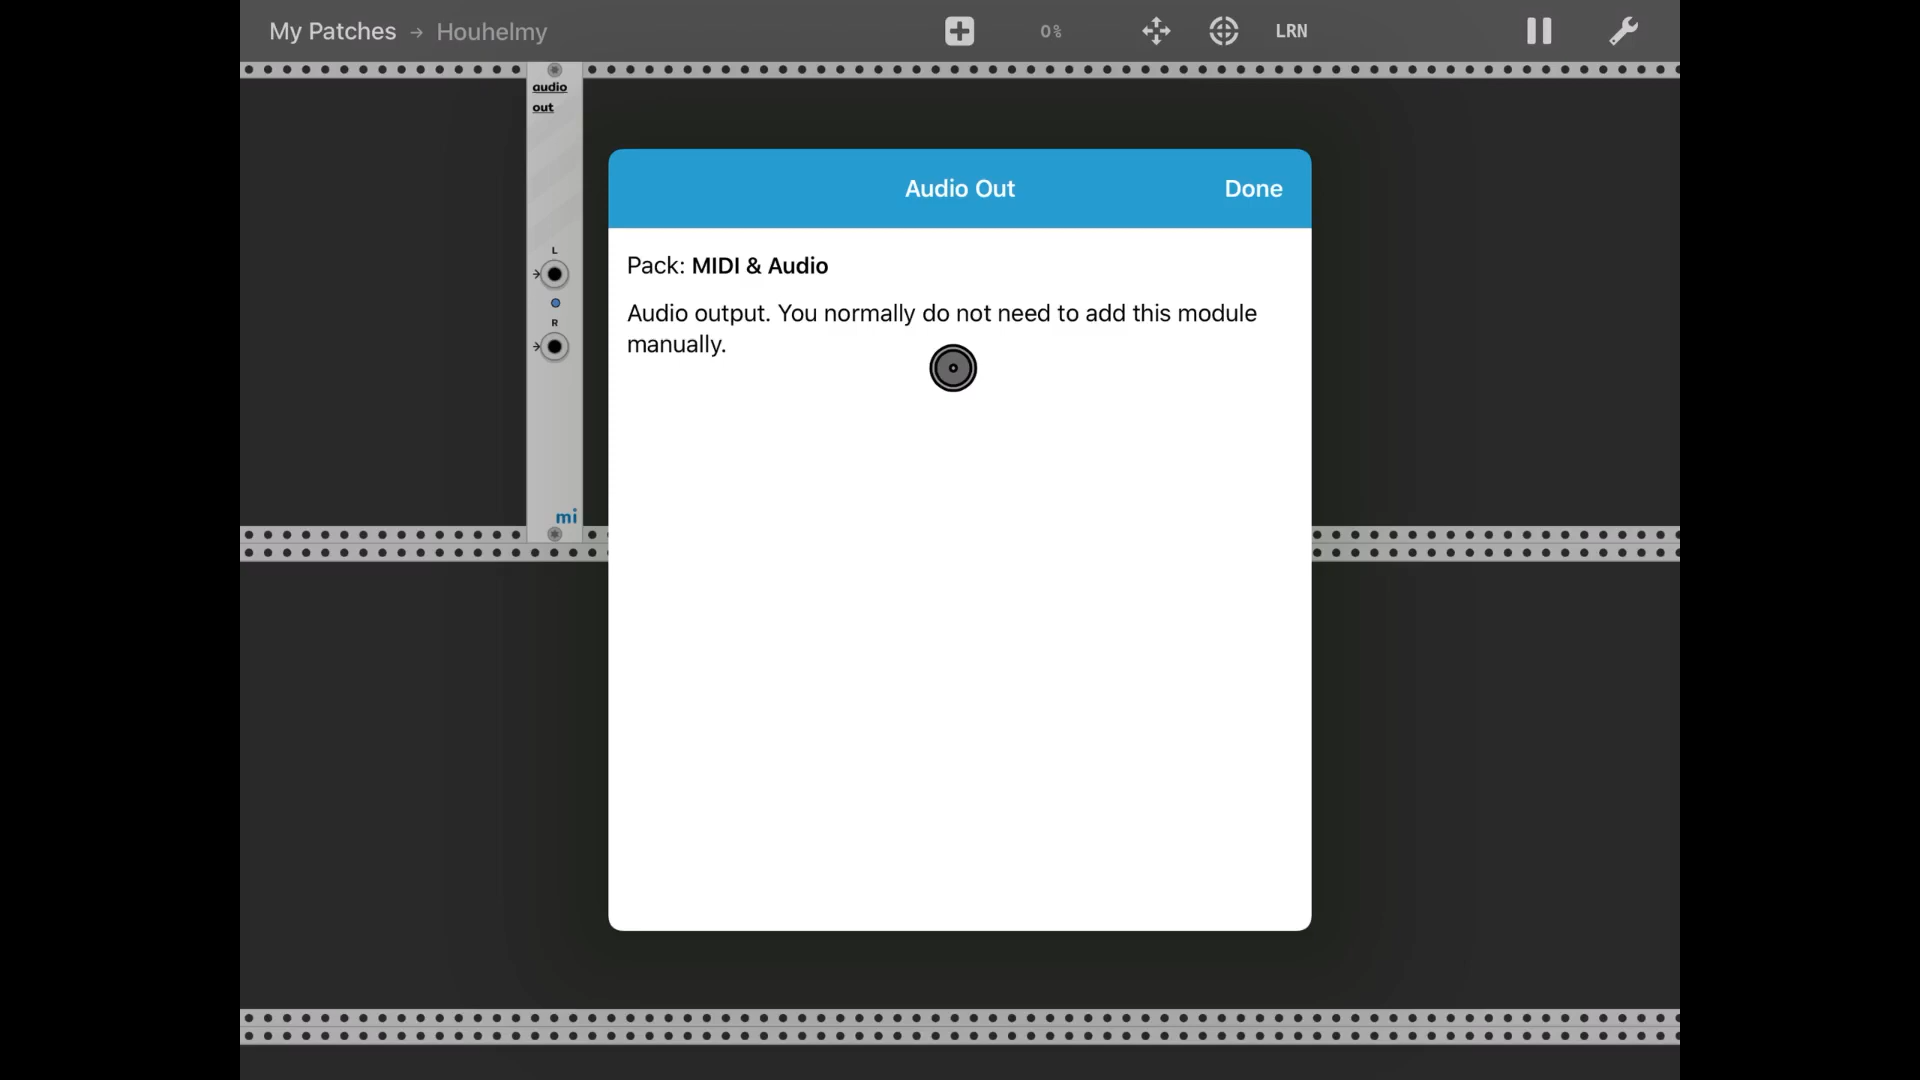 My Patches → Houhelmy
0%
LRN
audio
out
L
R
mi
Audio Out
Done
Pack: MIDI & Audio
Audio output. You normally do not need to add this module
manually.